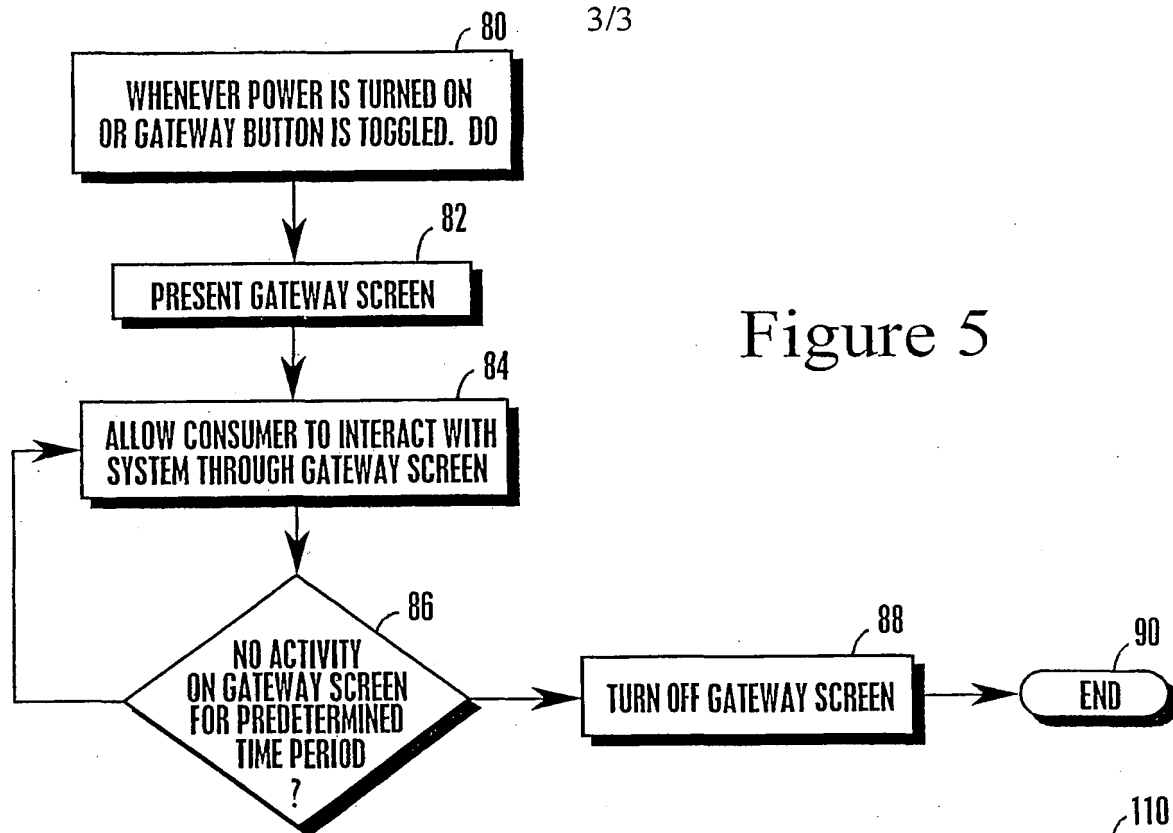 3/3
80
WHENEVER POWER IS TURNED ON
OR GATEWAY BUTTON IS TOGGLED. DO
82
PRESENT GATEWAY SCREEN
Figure 5
84
ALLOW CONSUMER TO INTERACT WITH
SYSTEM THROUGH GATEWAY SCREEN
86
NO ACTIVITY
ON GATEWAY SCREEN
FOR PREDETERMINED
TIME PERIOD
?
88
TURN OFF GATEWAY SCREEN
90
END
110